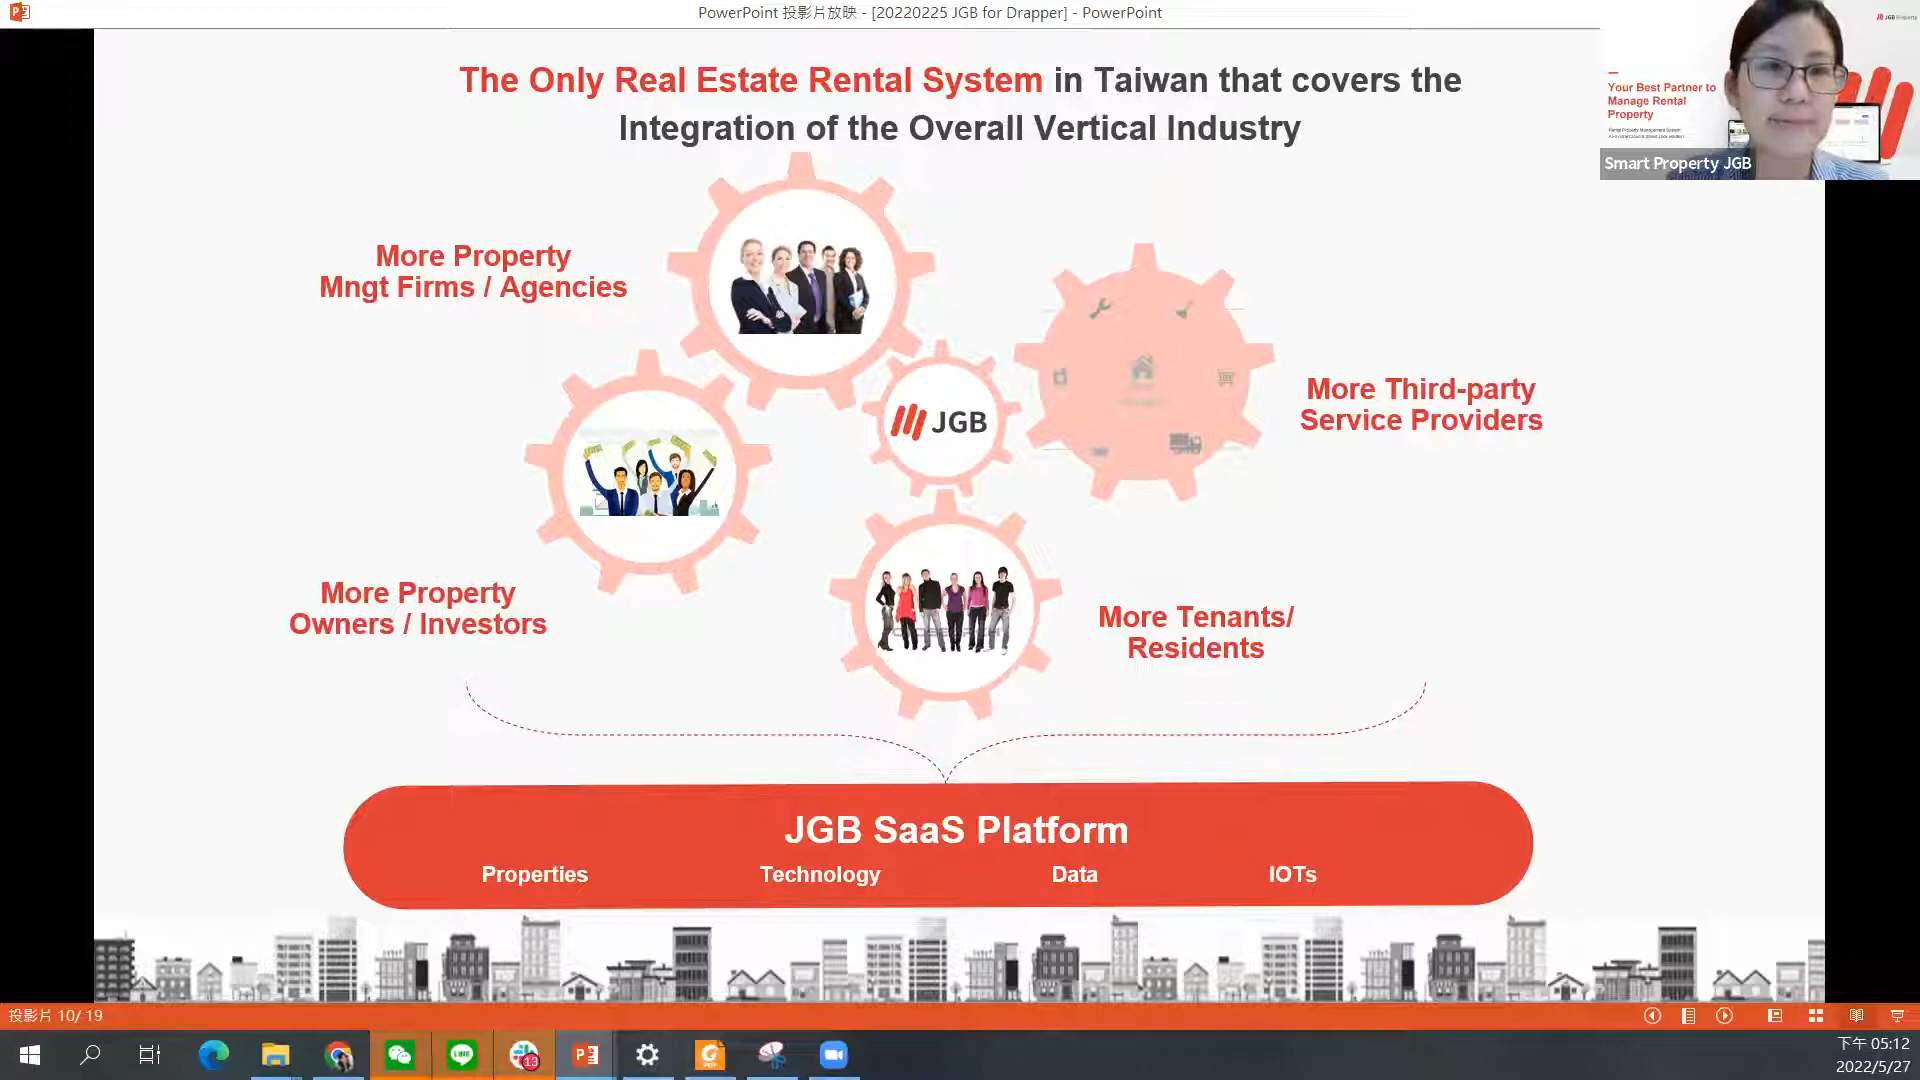 PowerPoint 投影片放映 - [20220225 JGB for Drapper] - PowerPoint
The Only Real Estate Rental System in Taiwan that covers the
Integration of the Overall Vertical Industry
Your Best Partner to
Manage Rental
Property
Smart Property JGB
More Property
Mngt Firms / Agencies
JGB
More Third-party
Service Providers
More Property
Owners / Investors
More Tenants/
Residents
JGB SaaS Platform
Properties Technology Data IOTs
投影片 10/ 19
LINE
13
下午 05:12
2022/5/27